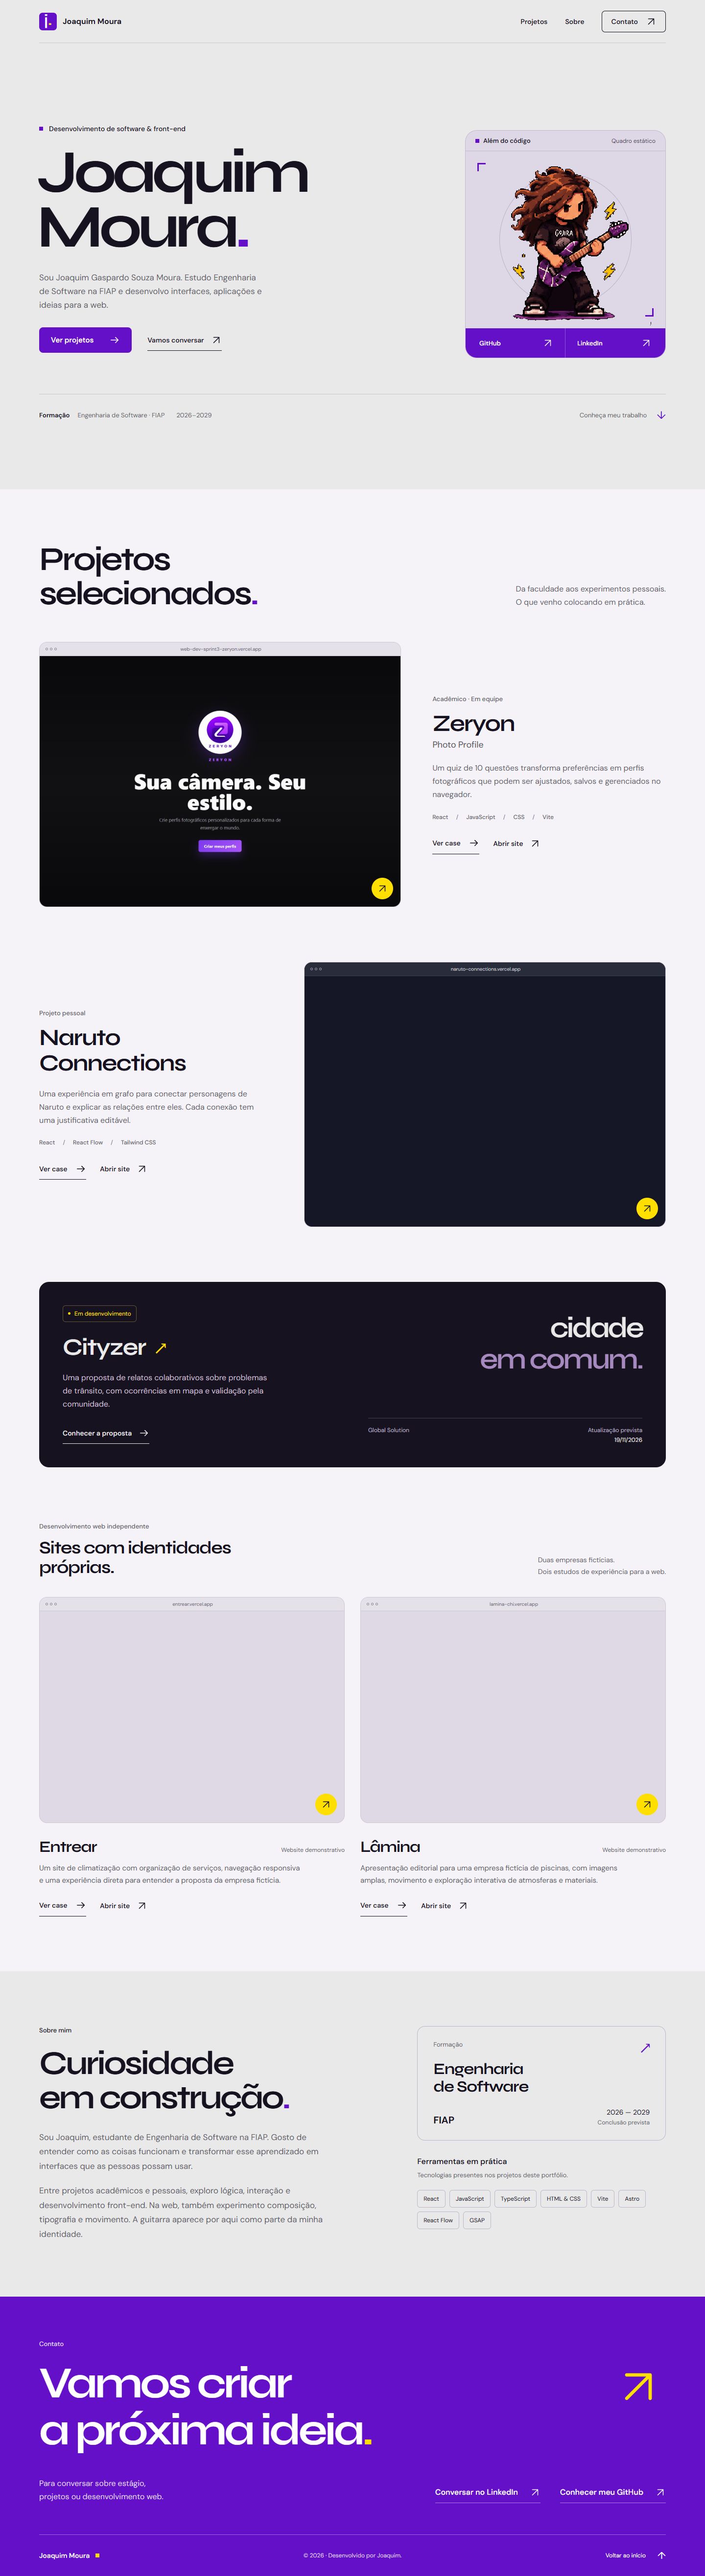 j.
Joaquim Moura
Projetos
Sobre
Contato
Desenvolvimento de software & front-end
Joaquim
Moura.
Sou Joaquim Gaspardo Souza Moura. Estudo Engenharia
de Software na FIAP e desenvolvo interfaces, aplicações e
ideias para a web.
Ver projetos
Vamos conversar
Além do código
Quadro estático
GitHub
LinkedIn
Formação
Engenharia de Software · FIAP
2026–2029
Conheça meu trabalho
Projetos
selecionados.
Da faculdade aos experimentos pessoais.
O que venho colocando em prática.
web-dev-sprint3-zeryon.vercel.app
ZERYON
ZERYON
Sua câmera. Seu
estilo.
Crie perfis fotográficos personalizados para cada forma de
enxergar o mundo.
Criar meus perfis
Acadêmico · Em equipe
Zeryon
Photo Profile
Um quiz de 10 questões transforma preferências em perfis
fotográficos que podem ser ajustados, salvos e gerenciados no
navegador.
React / JavaScript / CSS / Vite
Ver case
Abrir site
naruto-connections.vercel.app
Projeto pessoal
Naruto
Connections
Uma experiência em grafo para conectar personagens de
Naruto e explicar as relações entre eles. Cada conexão tem
uma justificativa editável.
React / React Flow / Tailwind CSS
Ver case
Abrir site
Em desenvolvimento
Cityzer
Uma proposta de relatos colaborativos sobre problemas
de trânsito, com ocorrências em mapa e validação pela
comunidade.
Conhecer a proposta
cidade
em comum.
Global Solution
Atualização prevista
19/11/2026
Desenvolvimento web independente
Sites com identidades
próprias.
Duas empresas fictícias.
Dois estudos de experiência para a web.
entrear.vercel.app
lamina-chi.vercel.app
Entrear
Website demonstrativo
Um site de climatização com organização de serviços, navegação responsiva
e uma experiência direta para entender a proposta da empresa fictícia.
Ver case
Abrir site
Lâmina
Website demonstrativo
Apresentação editorial para uma empresa fictícia de piscinas, com imagens
amplas, movimento e exploração interativa de atmosferas e materiais.
Ver case
Abrir site
Sobre mim
Curiosidade
em construção.
Sou Joaquim, estudante de Engenharia de Software na FIAP. Gosto de
entender como as coisas funcionam e transformar esse aprendizado em
interfaces que as pessoas possam usar.
Entre projetos acadêmicos e pessoais, exploro lógica, interação e
desenvolvimento front-end. Na web, também experimento composição,
tipografia e movimento. A guitarra aparece por aqui como parte da minha
identidade.
Formação
Engenharia
de Software
FIAP
2026 — 2029
Conclusão prevista
Ferramentas em prática
Tecnologias presentes nos projetos deste portfólio.
React
JavaScript
TypeScript
HTML & CSS
Vite
Astro
React Flow
GSAP
Contato
Vamos criar
a próxima ideia.
Para conversar sobre estágio,
projetos ou desenvolvimento web.
Conversar no LinkedIn
Conhecer meu GitHub
Joaquim Moura
© 2026 · Desenvolvido por Joaquim.
Voltar ao início